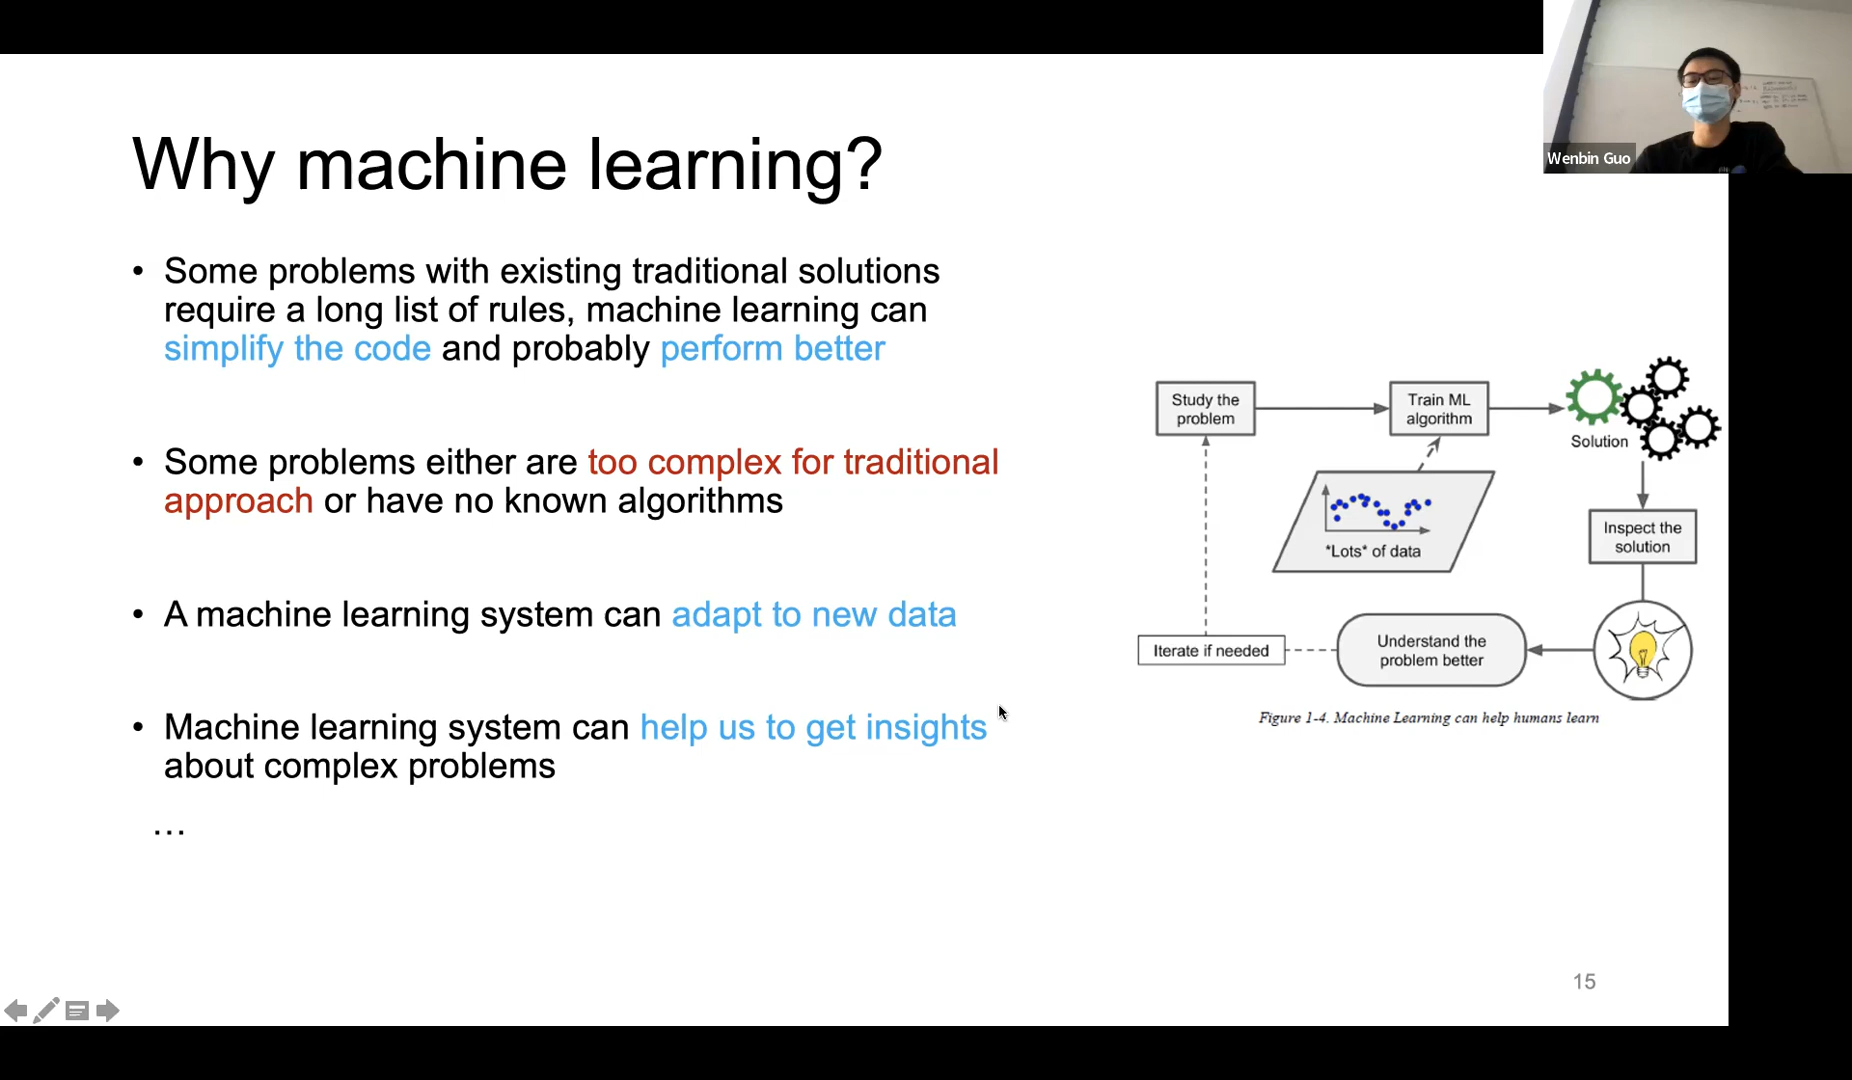 Wenbin Guo
Why machine learning?
• Some problems with existing traditional solutions
require a long list of rules, machine learning can
simplify the code and probably perform better
• Some problems either are too complex for traditional
approach or have no known algorithms
• A machine learning system can adapt to new data
• Machine learning system can help us to get insights
about complex problems
…
Study the
problem
Train ML
algorithm
Solution
*Lots* of data
Inspect the
solution
Understand the
problem better
Iterate if needed
Figure 1-4. Machine Learning can help humans learn
15